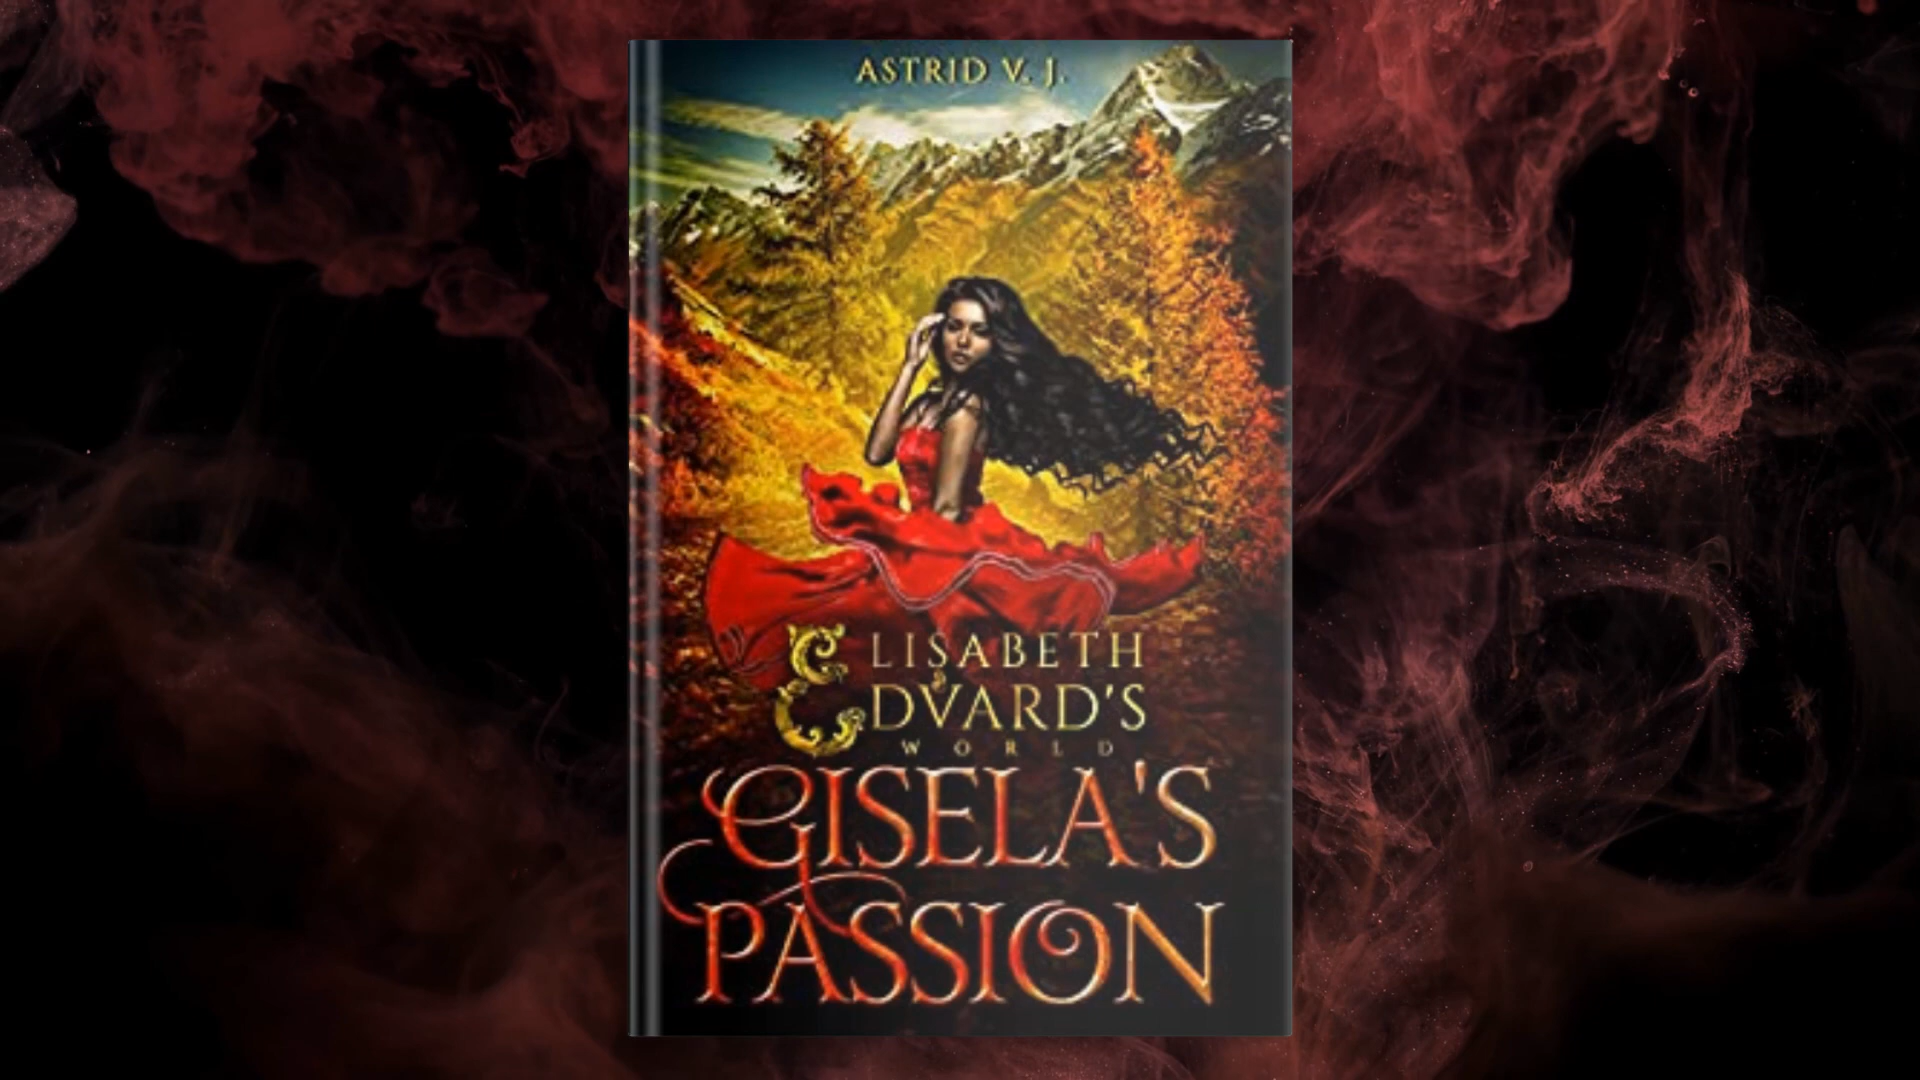 ASTRID V. J.
ELISABETH
EDVARD'S
WORLD
GISELA'S
PASSION